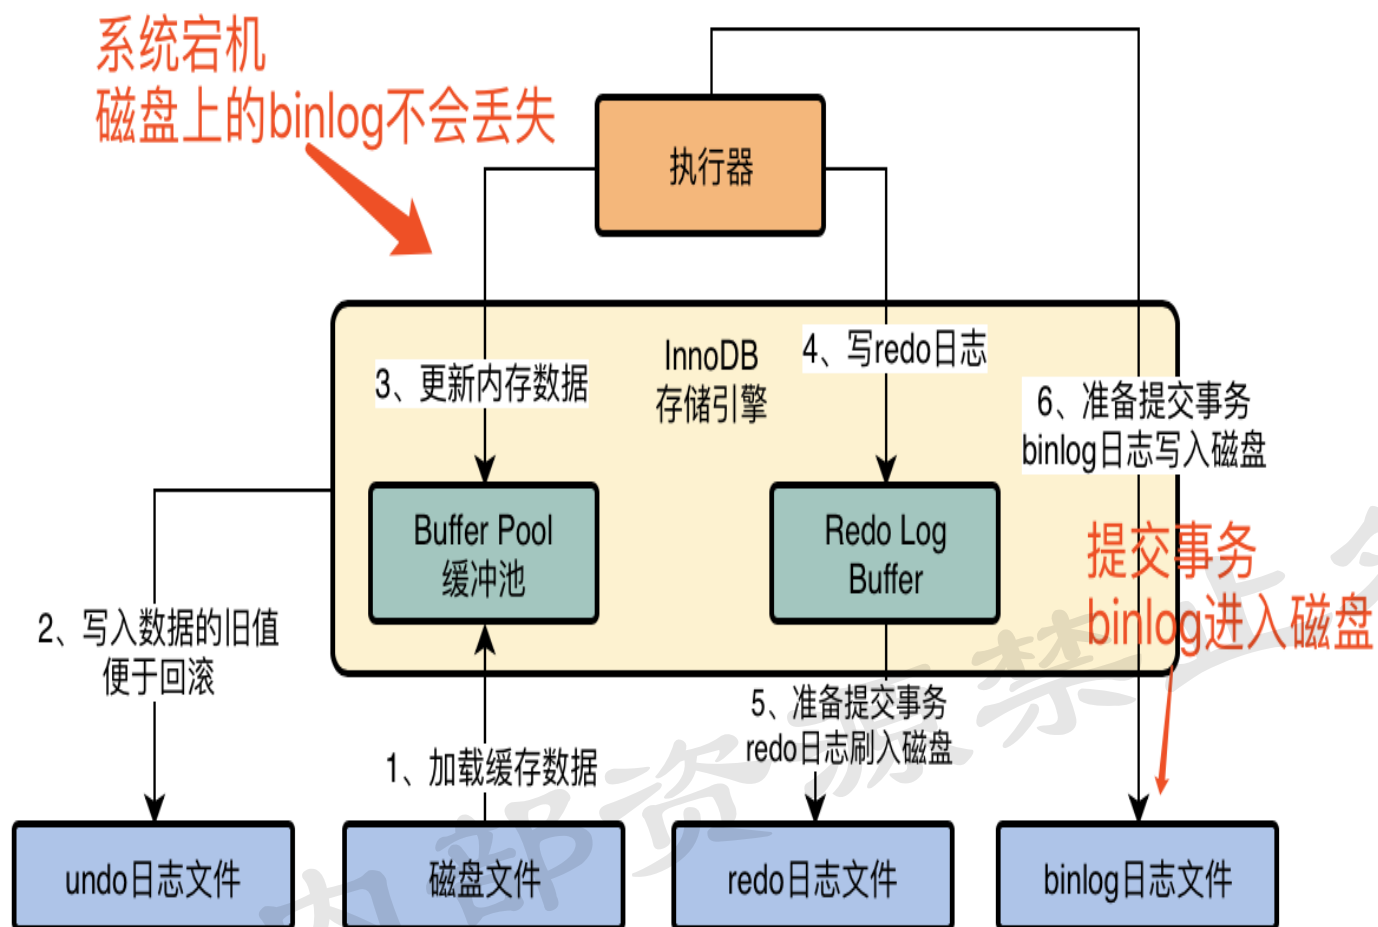 系统宕机
磁盘上的binlog不会丢失
执行器
InnoDB
存储引擎
3、更新内存数据
4、写redo日志
6、准备提交事务
binlog日志写入磁盘
Buffer Pool
缓冲池
Redo Log
Buffer
提交事务
binlog进入磁盘
2、写入数据的旧值
便于回滚
1、加载缓存数据
5、准备提交事务
redo日志刷入磁盘
undo日志文件
磁盘文件
redo日志文件
binlog日志文件
内部资源禁止